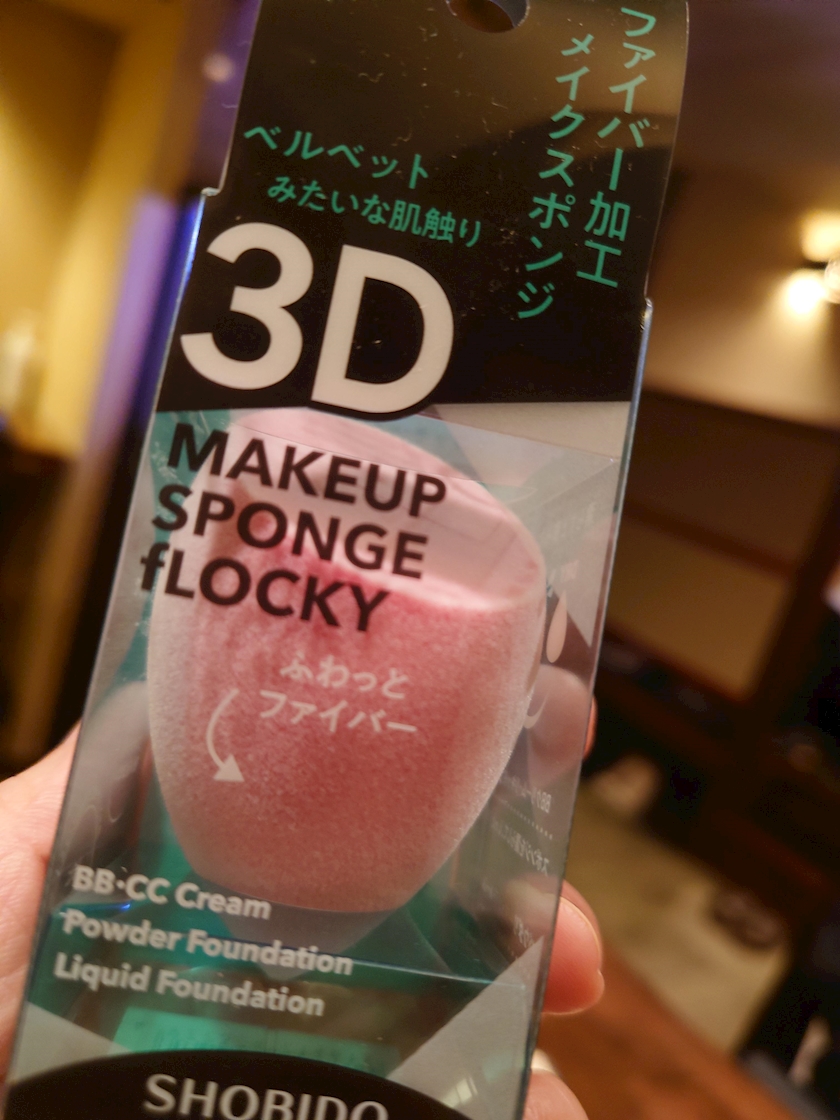 ファイバー加工
メイクスポンジ
ベルベット
みたいな肌触り
3D
MAKEUP
SPONGE
fLOCKY
ふわっと
ファイバー
BB·CC Cream
Powder Foundation
Liquid Foundation
SHOBIDO